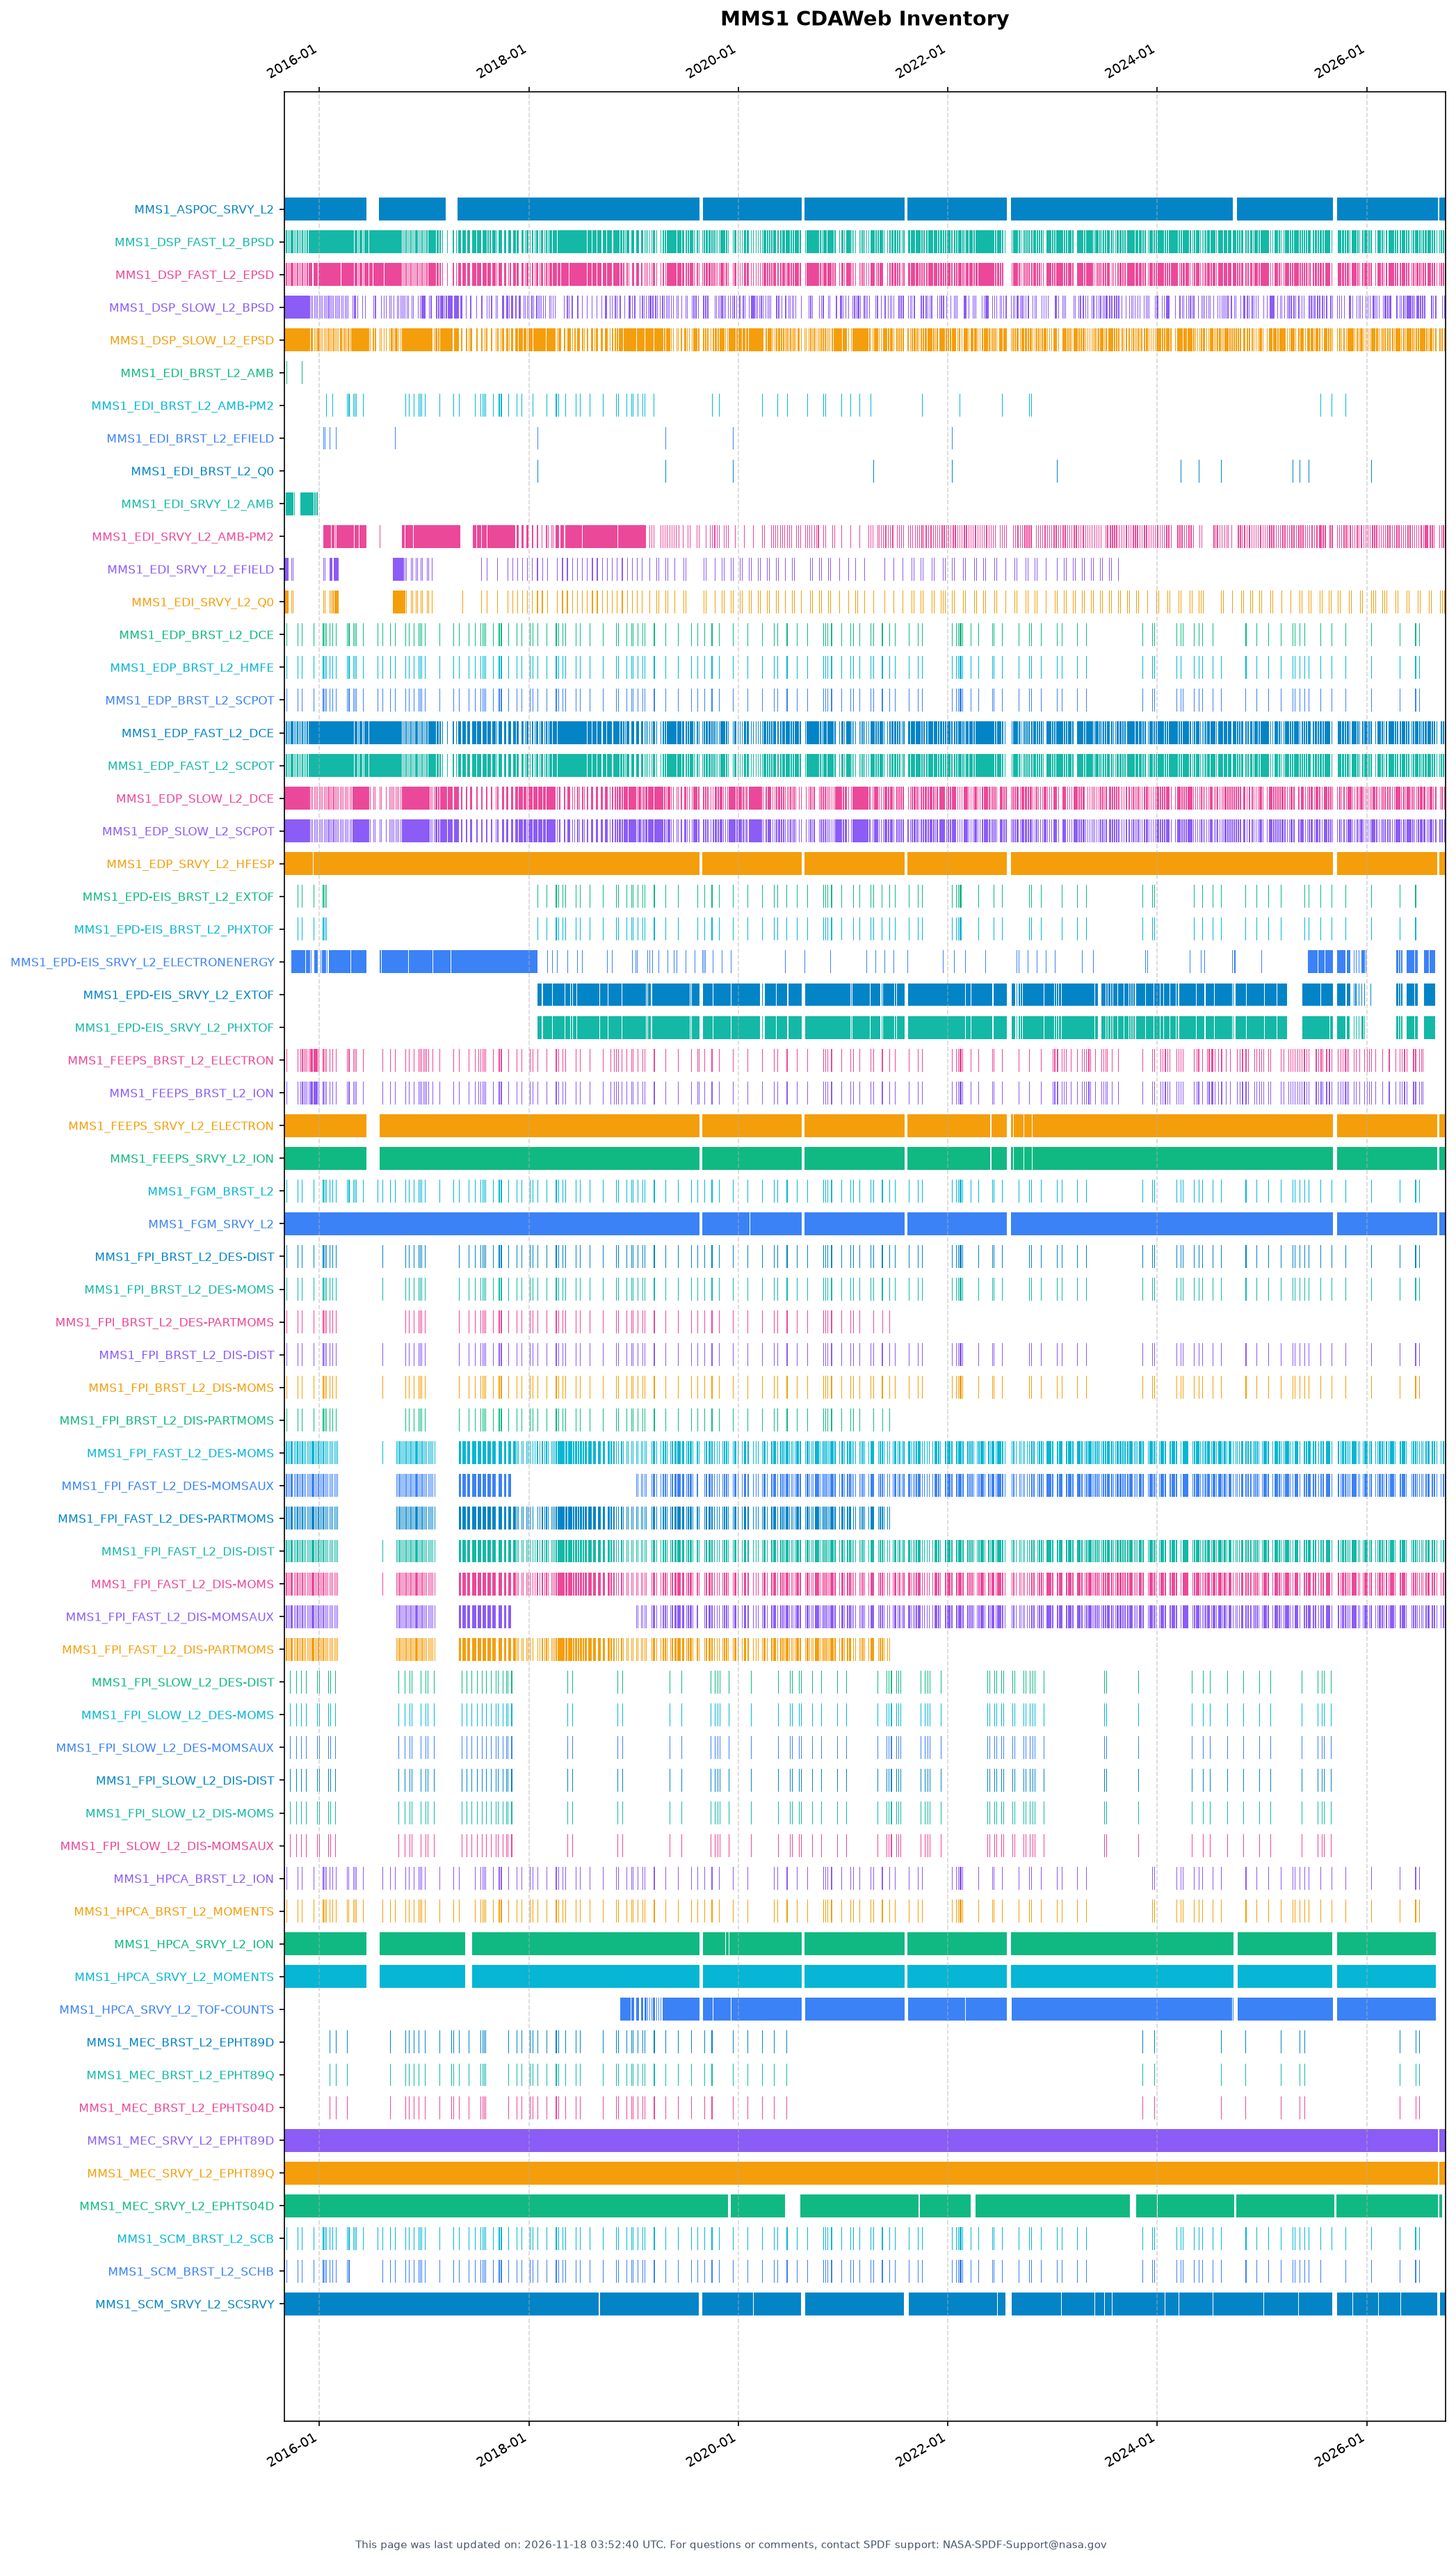 MMS1 CDAWeb Inventory
2016-01 2018-01 2020-01 2022-01 2024-01 2026-01
MMS1_ASPOC_SRVY_L2
MMS1_DSP_FAST_L2_BPSD
MMS1_DSP_FAST_L2_EPSD
MMS1_DSP_SLOW_L2_BPSD
MMS1_DSP_SLOW_L2_EPSD
MMS1_EDI_BRST_L2_AMB
MMS1_EDI_BRST_L2_AMB-PM2
MMS1_EDI_BRST_L2_EFIELD
MMS1_EDI_BRST_L2_Q0
MMS1_EDI_SRVY_L2_AMB
MMS1_EDI_SRVY_L2_AMB-PM2
MMS1_EDI_SRVY_L2_EFIELD
MMS1_EDI_SRVY_L2_Q0
MMS1_EDP_BRST_L2_DCE
MMS1_EDP_BRST_L2_HMFE
MMS1_EDP_BRST_L2_SCPOT
MMS1_EDP_FAST_L2_DCE
MMS1_EDP_FAST_L2_SCPOT
MMS1_EDP_SLOW_L2_DCE
MMS1_EDP_SLOW_L2_SCPOT
MMS1_EDP_SRVY_L2_HFESP
MMS1_EPD-EIS_BRST_L2_EXTOF
MMS1_EPD-EIS_BRST_L2_PHXTOF
MMS1_EPD-EIS_SRVY_L2_ELECTRONENERGY
MMS1_EPD-EIS_SRVY_L2_EXTOF
MMS1_EPD-EIS_SRVY_L2_PHXTOF
MMS1_FEEPS_BRST_L2_ELECTRON
MMS1_FEEPS_BRST_L2_ION
MMS1_FEEPS_SRVY_L2_ELECTRON
MMS1_FEEPS_SRVY_L2_ION
MMS1_FGM_BRST_L2
MMS1_FGM_SRVY_L2
MMS1_FPI_BRST_L2_DES-DIST
MMS1_FPI_BRST_L2_DES-MOMS
MMS1_FPI_BRST_L2_DES-PARTMOMS
MMS1_FPI_BRST_L2_DIS-DIST
MMS1_FPI_BRST_L2_DIS-MOMS
MMS1_FPI_BRST_L2_DIS-PARTMOMS
MMS1_FPI_FAST_L2_DES-MOMS
MMS1_FPI_FAST_L2_DES-MOMSAUX
MMS1_FPI_FAST_L2_DES-PARTMOMS
MMS1_FPI_FAST_L2_DIS-DIST
MMS1_FPI_FAST_L2_DIS-MOMS
MMS1_FPI_FAST_L2_DIS-MOMSAUX
MMS1_FPI_FAST_L2_DIS-PARTMOMS
MMS1_FPI_SLOW_L2_DES-DIST
MMS1_FPI_SLOW_L2_DES-MOMS
MMS1_FPI_SLOW_L2_DES-MOMSAUX
MMS1_FPI_SLOW_L2_DIS-DIST
MMS1_FPI_SLOW_L2_DIS-MOMS
MMS1_FPI_SLOW_L2_DIS-MOMSAUX
MMS1_HPCA_BRST_L2_ION
MMS1_HPCA_BRST_L2_MOMENTS
MMS1_HPCA_SRVY_L2_ION
MMS1_HPCA_SRVY_L2_MOMENTS
MMS1_HPCA_SRVY_L2_TOF-COUNTS
MMS1_MEC_BRST_L2_EPHT89D
MMS1_MEC_BRST_L2_EPHT89Q
MMS1_MEC_BRST_L2_EPHTS04D
MMS1_MEC_SRVY_L2_EPHT89D
MMS1_MEC_SRVY_L2_EPHT89Q
MMS1_MEC_SRVY_L2_EPHTS04D
MMS1_SCM_BRST_L2_SCB
MMS1_SCM_BRST_L2_SCHB
MMS1_SCM_SRVY_L2_SCSRVY
2016-01 2018-01 2020-01 2022-01 2024-01 2026-01
This page was last updated on: 2026-11-18 03:52:40 UTC. For questions or comments, contact SPDF support: NASA-SPDF-Support@nasa.gov